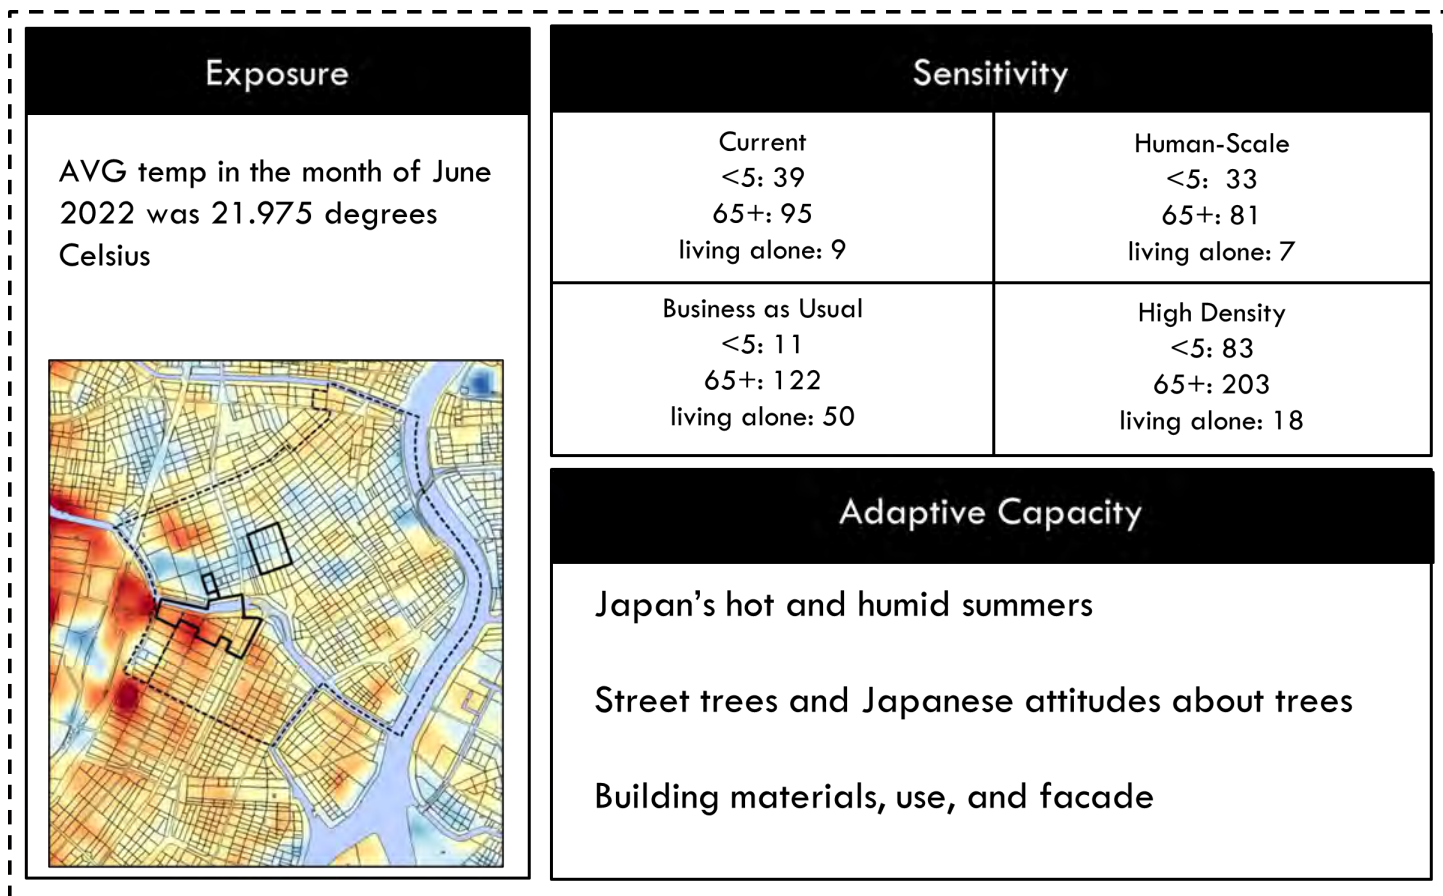 Exposure
AVG temp in the month of June
2022 was 21.975 degrees
Celsius
Sensitivity
Current
<5: 39
65+: 95
living alone: 9
Human-Scale
<5: 33
65+: 81
living alone: 7
Business as Usual
<5: 11
65+: 122
living alone: 50
High Density
<5: 83
65+: 203
living alone: 18
Adaptive Capacity
Japan's hot and humid summers
Street trees and Japanese attitudes about trees
Building materials, use, and facade